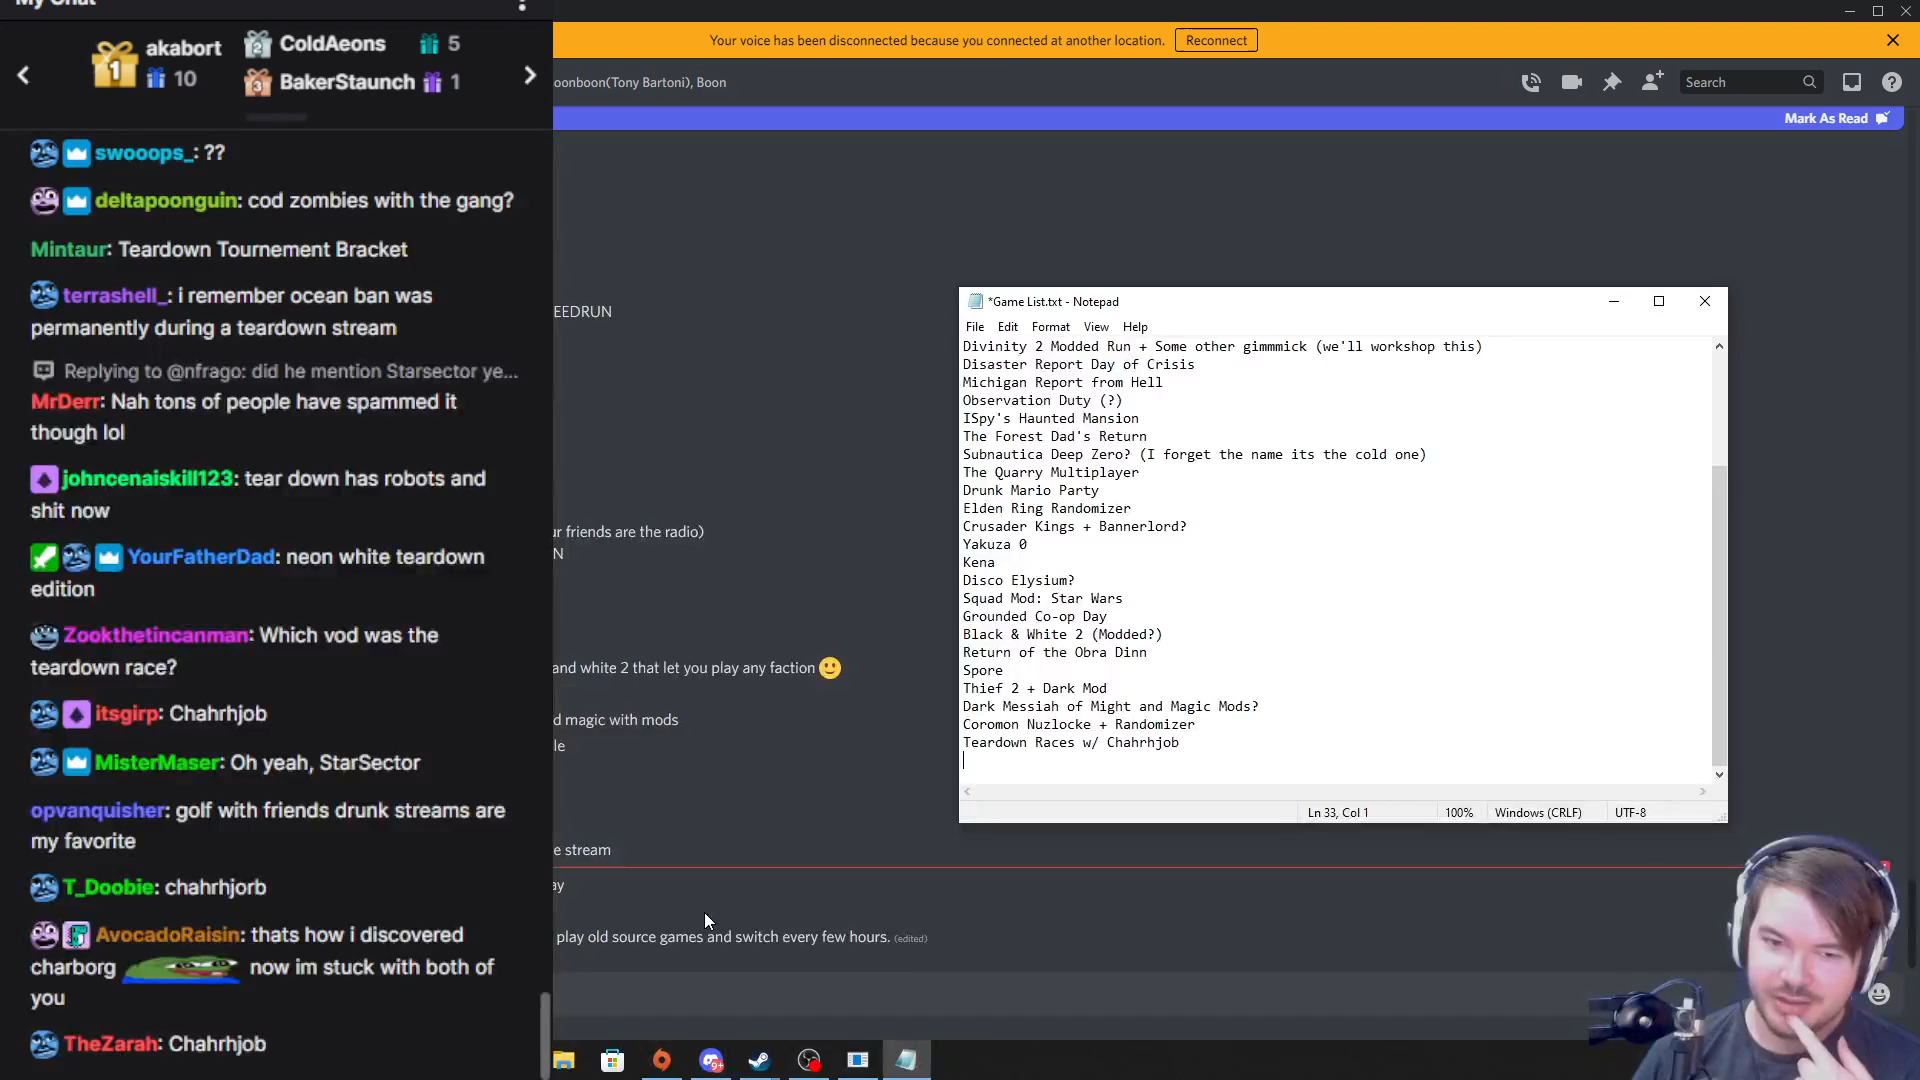 My Chat
akabort
10
ColdAeons 5
BakerStaunch 1
swooops_: ??
deltapoonguin: cod zombies with the gang?
Mintaur: Teardown Tournement Bracket
terrashell_: i remember ocean ban was
permanently during a teardown stream
Replying to @nfrago: did he mention Starsector ye...
MrDerr: Nah tons of people have spammed it
though lol
johncenaiskill123: tear down has robots and
shit now
YourFatherDad: neon white teardown
edition
Zookthetincanman: Which vod was the
teardown race?
itsgirp: Chahrhjob
MisterMaser: Oh yeah, StarSector
opvanquisher: golf with friends drunk streams are
my favorite
T_Doobie: chahrhjorb
AvocadoRaisin: thats how i discovered
charborg now im stuck with both of
you
TheZarah: Chahrhjob
Your voice has been disconnected because you connected at another location. Reconnect
oonboon(Tony Bartoni), Boon
Search
Mark As Read
EEDRUN
ur friends are the radio)
N
and white 2 that let you play any faction
d magic with mods
le
e stream
ay
play old source games and switch every few hours. (edited)
*Game List.txt - Notepad
File Edit Format View Help
Divinity 2 Modded Run + Some other gimmmick (we'll workshop this)
Disaster Report Day of Crisis
Michigan Report from Hell
Observation Duty (?)
ISpy's Haunted Mansion
The Forest Dad's Return
Subnautica Deep Zero? (I forget the name its the cold one)
The Quarry Multiplayer
Drunk Mario Party
Elden Ring Randomizer
Crusader Kings + Bannerlord?
Yakuza 0
Kena
Disco Elysium?
Squad Mod: Star Wars
Grounded Co-op Day
Black & White 2 (Modded?)
Return of the Obra Dinn
Spore
Thief 2 + Dark Mod
Dark Messiah of Might and Magic Mods?
Coromon Nuzlocke + Randomizer
Teardown Races w/ Chahrhjob
Ln 33, Col 1 100% Windows (CRLF) UTF-8